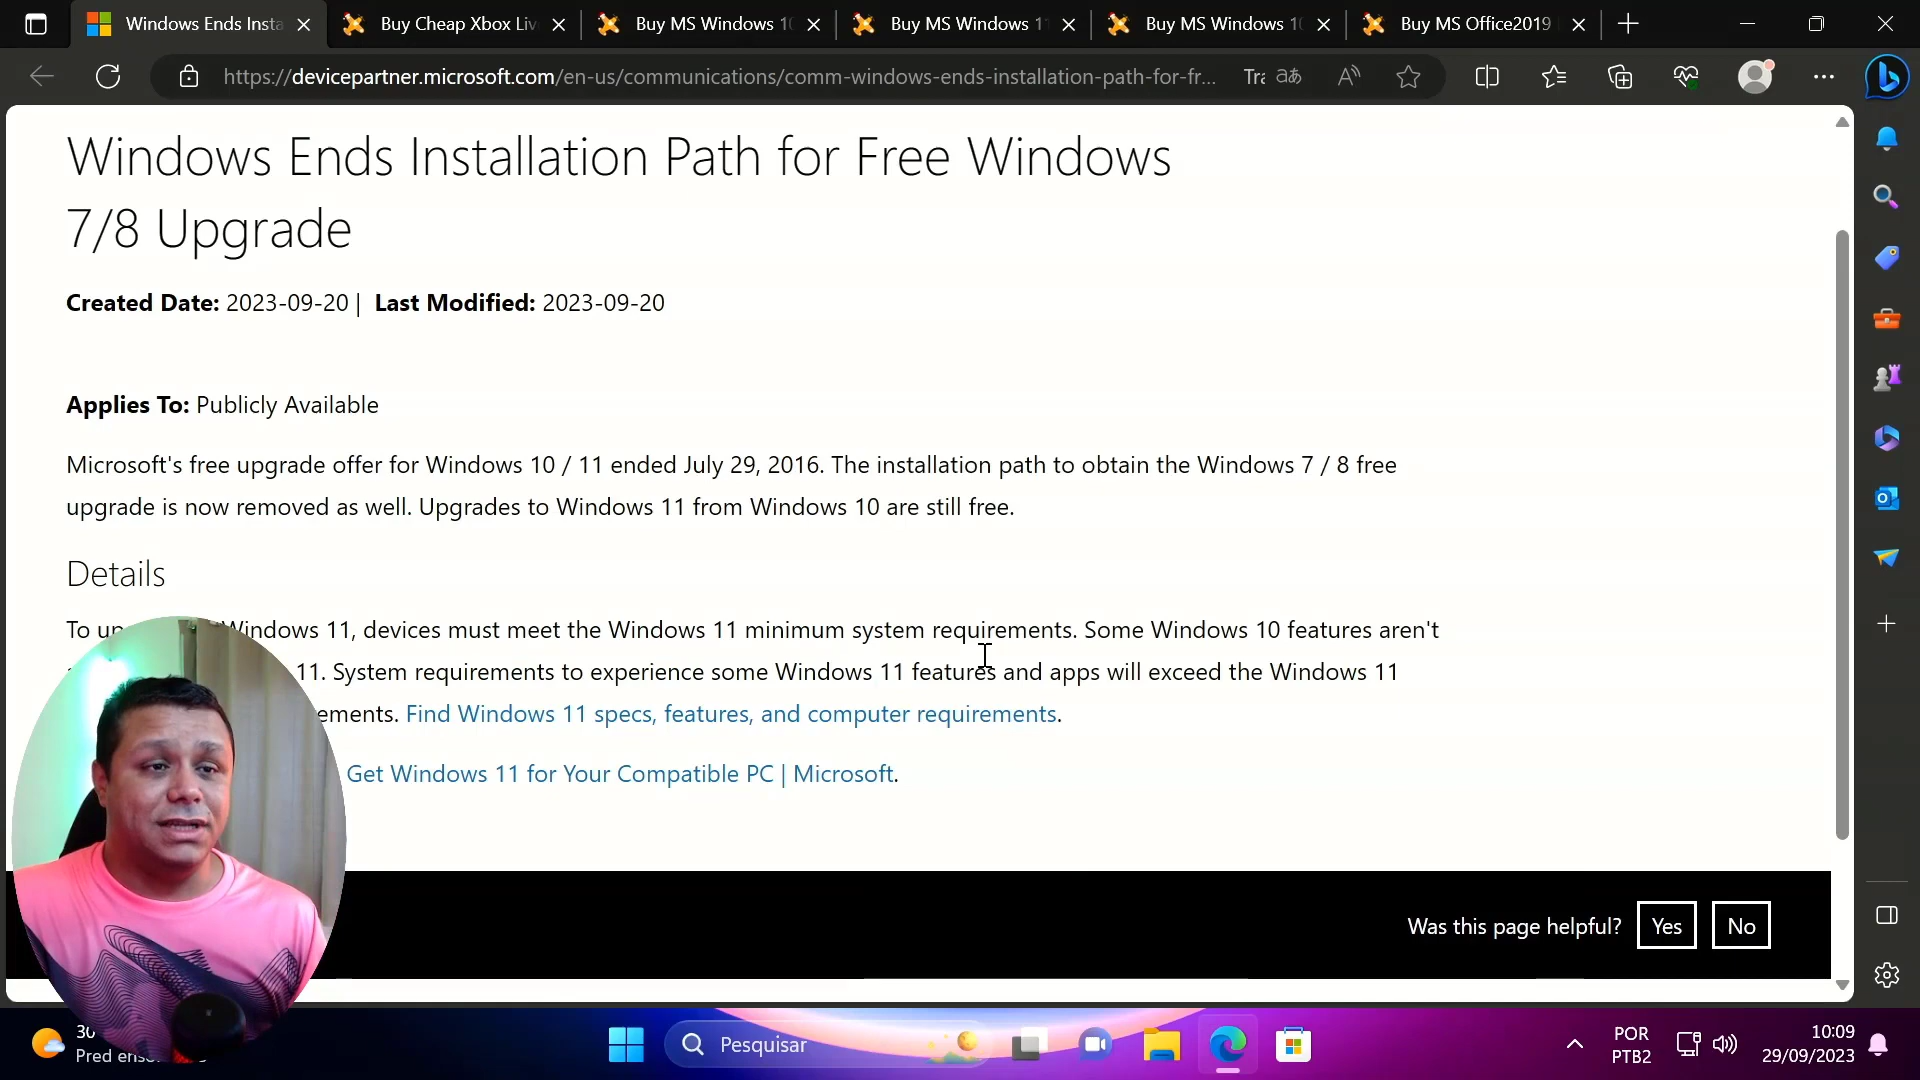 Windows Ends Insta
Buy Cheap Xbox Liv
Buy MS Windows 10
Buy MS Windows 1
Buy MS Windows 10
Buy MS Office2019
https://devicepartner.microsoft.com/en-us/communications/comm-windows-ends-installation-path-for-fr...
Windows Ends Installation Path for Free Windows
7/8 Upgrade
Created Date: 2023-09-20 | Last Modified: 2023-09-20
Applies To: Publicly Available
Microsoft's free upgrade offer for Windows 10 / 11 ended July 29, 2016. The installation path to obtain the Windows 7 / 8 free
upgrade is now removed as well. Upgrades to Windows 11 from Windows 10 are still free.
Details
To up Windows 11, devices must meet the Windows 11 minimum system requirements. Some Windows 10 features aren't
11. System requirements to experience some Windows 11 features and apps will exceed the Windows 11
ements. Find Windows 11 specs, features, and computer requirements.
Get Windows 11 for Your Compatible PC | Microsoft.
Was this page helpful? Yes No
30
Pred enso
Pesquisar
POR
PTB2
10:09
29/09/2023